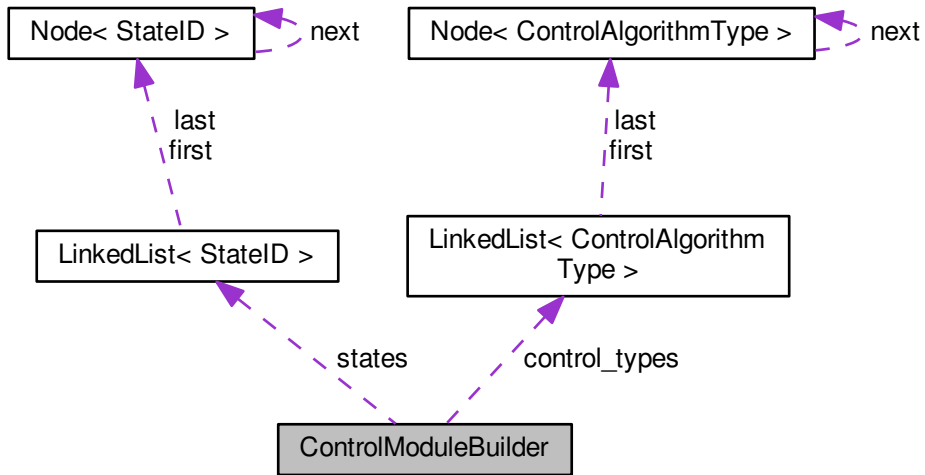 Node< StateID >
next
Node< ControlAlgorithmType >
next
last
first
last
first
LinkedList< StateID >
LinkedList< ControlAlgorithm
Type >
states
control_types
ControlModuleBuilder